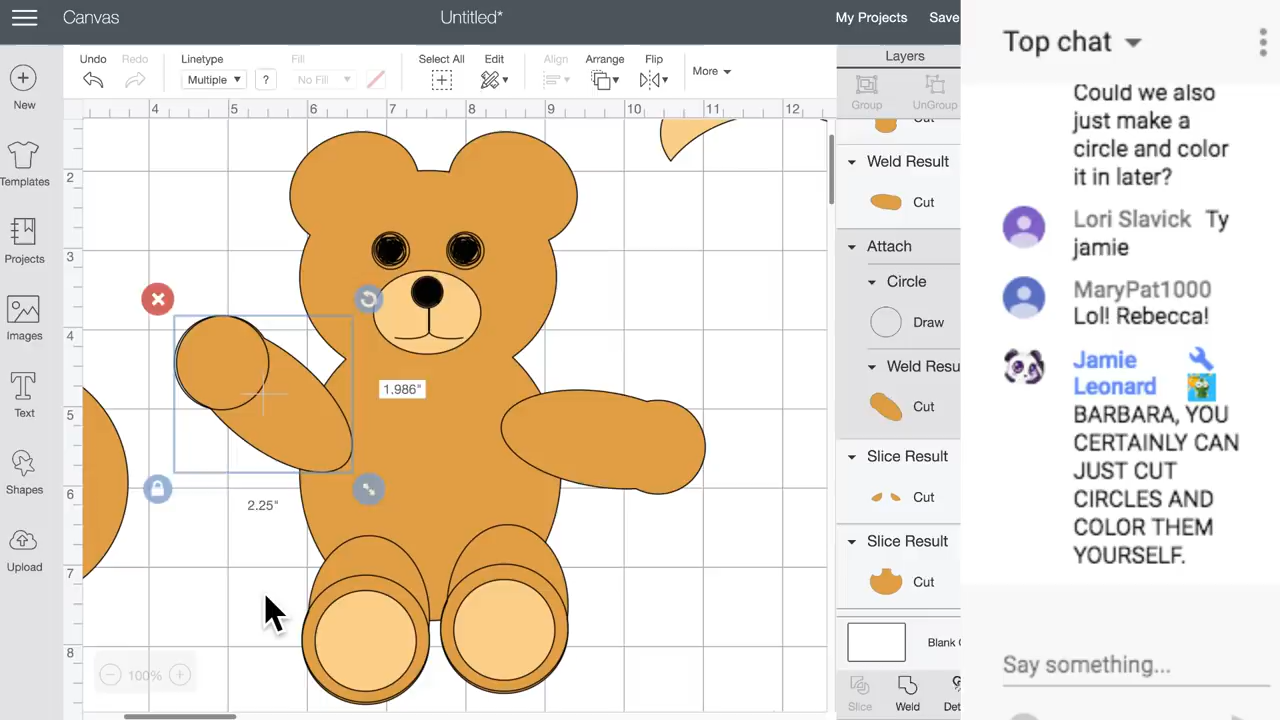 Canvas
Untitled*
My Projects
Save
Undo
Redo
Linetype
Multiple
?
Fill
No Fill
Select All
Edit
Align
Arrange
Flip
More
New
Templates
Projects
Images
Text
Shapes
Upload
4 5 6 7 8 9 10 11 12
2
3
4
5
6
7
8
1.986"
2.25"
100%
Layers
Group
UnGroup
Cut
Weld Result
Cut
Attach
Circle
Draw
Weld Resu
Cut
Slice Result
Cut
Slice Result
Cut
Blank
Slice
Weld
Top chat
Could we also
just make a
circle and color
it in later?
Lori Slavick Ty
jamie
MaryPat1000
Lol! Rebecca!
Jamie
Leonard
BARBARA, YOU
CERTAINLY CAN
JUST CUT
CIRCLES AND
COLOR THEM
YOURSELF.
Say something...